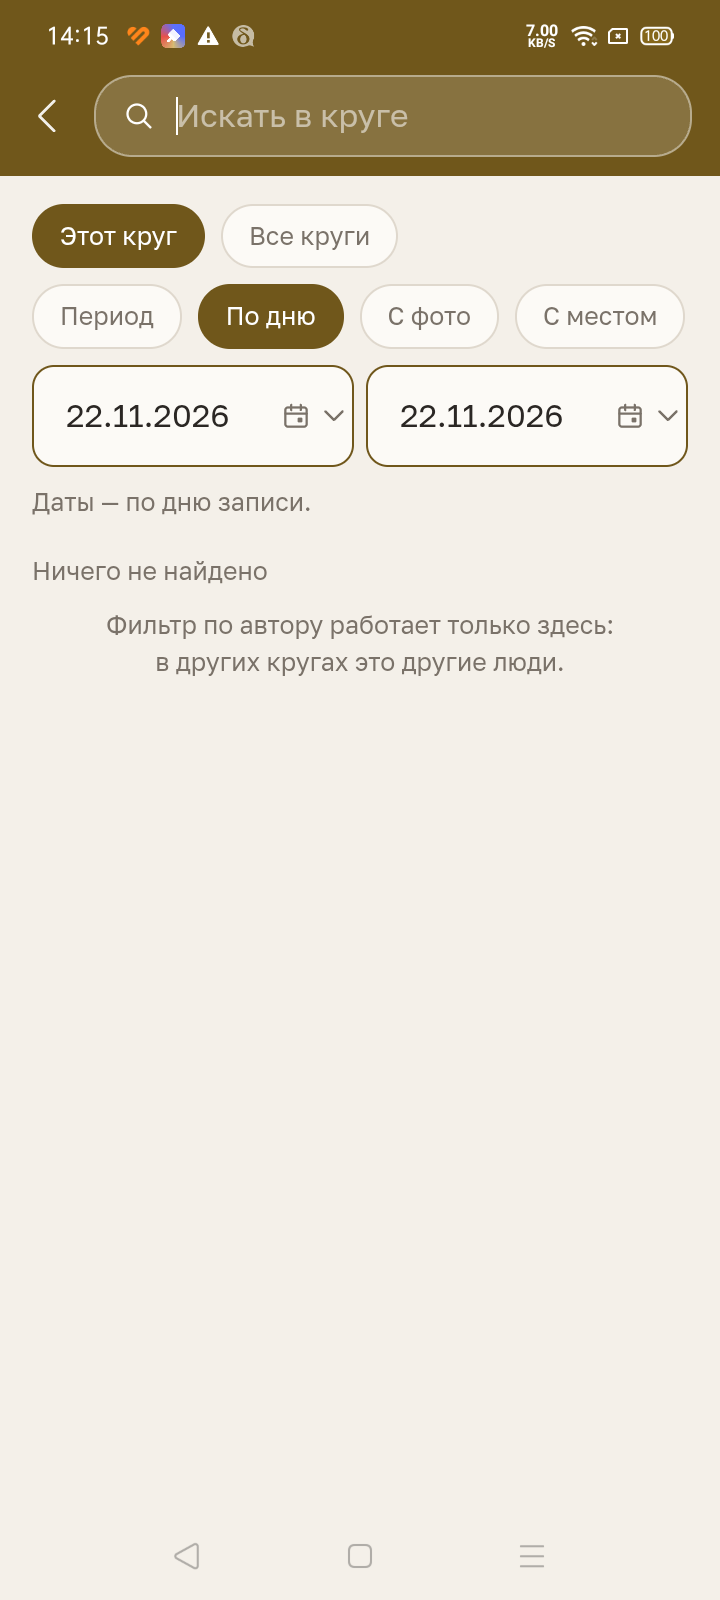 14:15
7.00
KB/S
100
Искать в круге
Этот круг
Все круги
Период
По дню
С фото
С местом
22.11.2026
22.11.2026
Даты — по дню записи.
Ничего не найдено
Фильтр по автору работает только здесь:
в других кругах это другие люди.